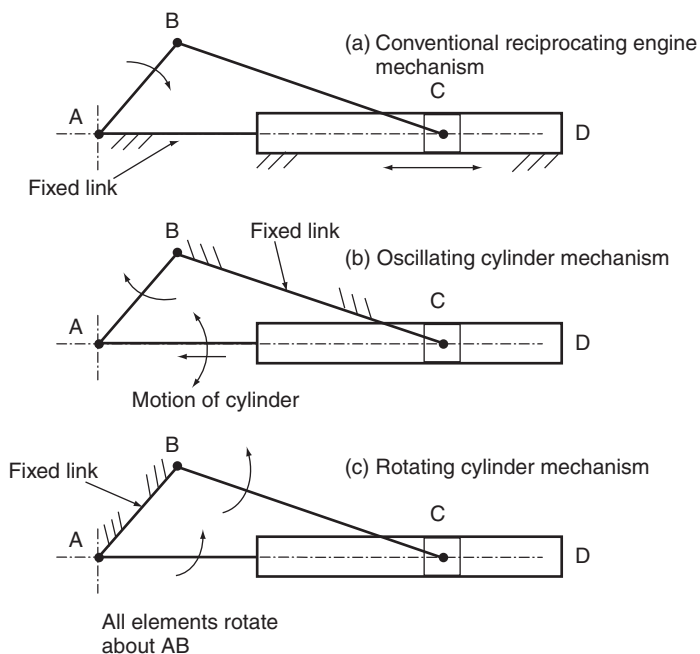 B
(a) Conventional reciprocating engine
mechanism
A
C
D
Fixed link
B
Fixed link
(b) Oscillating cylinder mechanism
A
C
D
Motion of cylinder
B
Fixed link
(c) Rotating cylinder mechanism
A
C
D
All elements rotate
about AB